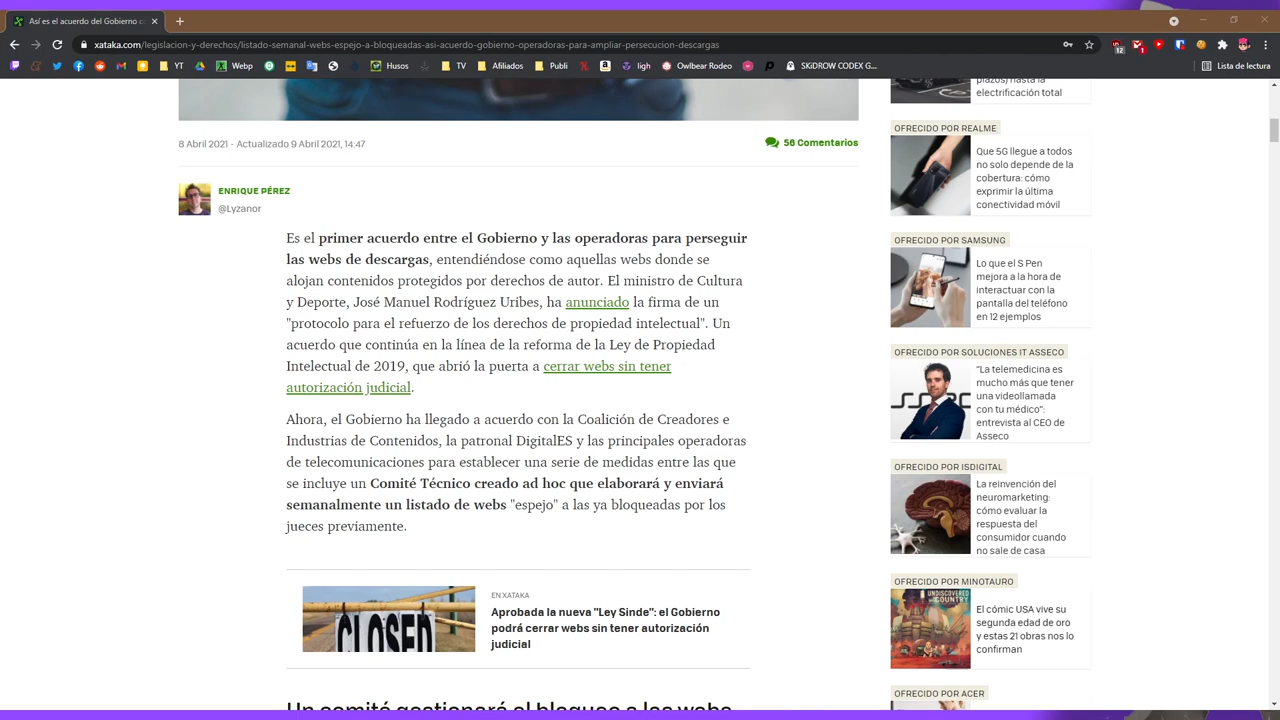 Así es el acuerdo del Gobierno co
xataka.com/legislacion-y-derechos/listado-semanal-webs-espejo-a-bloqueadas-asi-acuerdo-gobierno-operadoras-para-ampliar-persecucion-descargas
12
1
YT
Webp
Husos
TV
Afiliados
Publi
ligh
Owlbear Rodeo
SKiDROW CODEX G...
Lista de lectura
plazos) hasta la
electrificación total
8 Abril 2021 - Actualizado 9 Abril 2021, 14:47
56 Comentarios
ENRIQUE PÉREZ
@Lyzanor
Es el primer acuerdo entre el Gobierno y las operadoras para perseguir
las webs de descargas, entendiéndose como aquellas webs donde se
alojan contenidos protegidos por derechos de autor. El ministro de Cultura
y Deporte, José Manuel Rodríguez Uribes, ha anunciado la firma de un
"protocolo para el refuerzo de los derechos de propiedad intelectual". Un
acuerdo que continúa en la línea de la reforma de la Ley de Propiedad
Intelectual de 2019, que abrió la puerta a cerrar webs sin tener
autorización judicial.
Ahora, el Gobierno ha llegado a acuerdo con la Coalición de Creadores e
Industrias de Contenidos, la patronal DigitalES y las principales operadoras
de telecomunicaciones para establecer una serie de medidas entre las que
se incluye un Comité Técnico creado ad hoc que elaborará y enviará
semanalmente un listado de webs "espejo" a las ya bloqueadas por los
jueces previamente.
CLOSED
EN XATAKA
Aprobada la nueva "Ley Sinde": el Gobierno
podrá cerrar webs sin tener autorización
judicial
Un comité gestionará el bloqueo a las webs
OFRECIDO POR REALME
Que 5G llegue a todos
no solo depende de la
cobertura: cómo
exprimir la última
conectividad móvil
OFRECIDO POR SAMSUNG
Lo que el S Pen
mejora a la hora de
interactuar con la
pantalla del teléfono
en 12 ejemplos
OFRECIDO POR SOLUCIONES IT ASSECO
"La telemedicina es
mucho más que tener
una videollamada
con tu médico":
entrevista al CEO de
Asseco
OFRECIDO POR ISDIGITAL
La reinvención del
neuromarketing:
cómo evaluar la
respuesta del
consumidor cuando
no sale de casa
OFRECIDO POR MINOTAURO
UNDISCOVERED
COUNTRY
El cómic USA vive su
segunda edad de oro
y estas 21 obras nos lo
confirman
OFRECIDO POR ACER